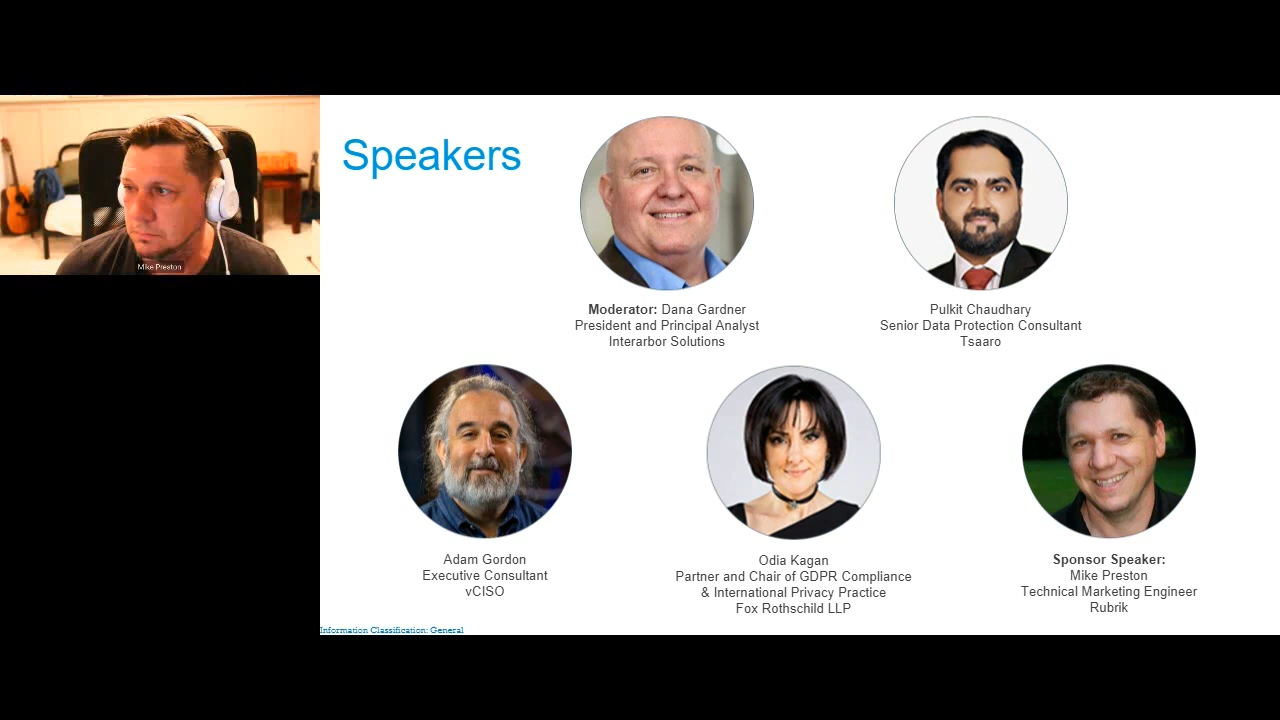 Speakers
Mike Preston
Moderator: Dana Gardner
President and Principal Analyst
Interarbor Solutions
Pulkit Chaudhary
Senior Data Protection Consultant
Tsaaro
Adam Gordon
Executive Consultant
vCISO
Odia Kagan
Partner and Chair of GDPR Compliance
& International Privacy Practice
Fox Rothschild LLP
Sponsor Speaker:
Mike Preston
Technical Marketing Engineer
Rubrik
Information Classification: General